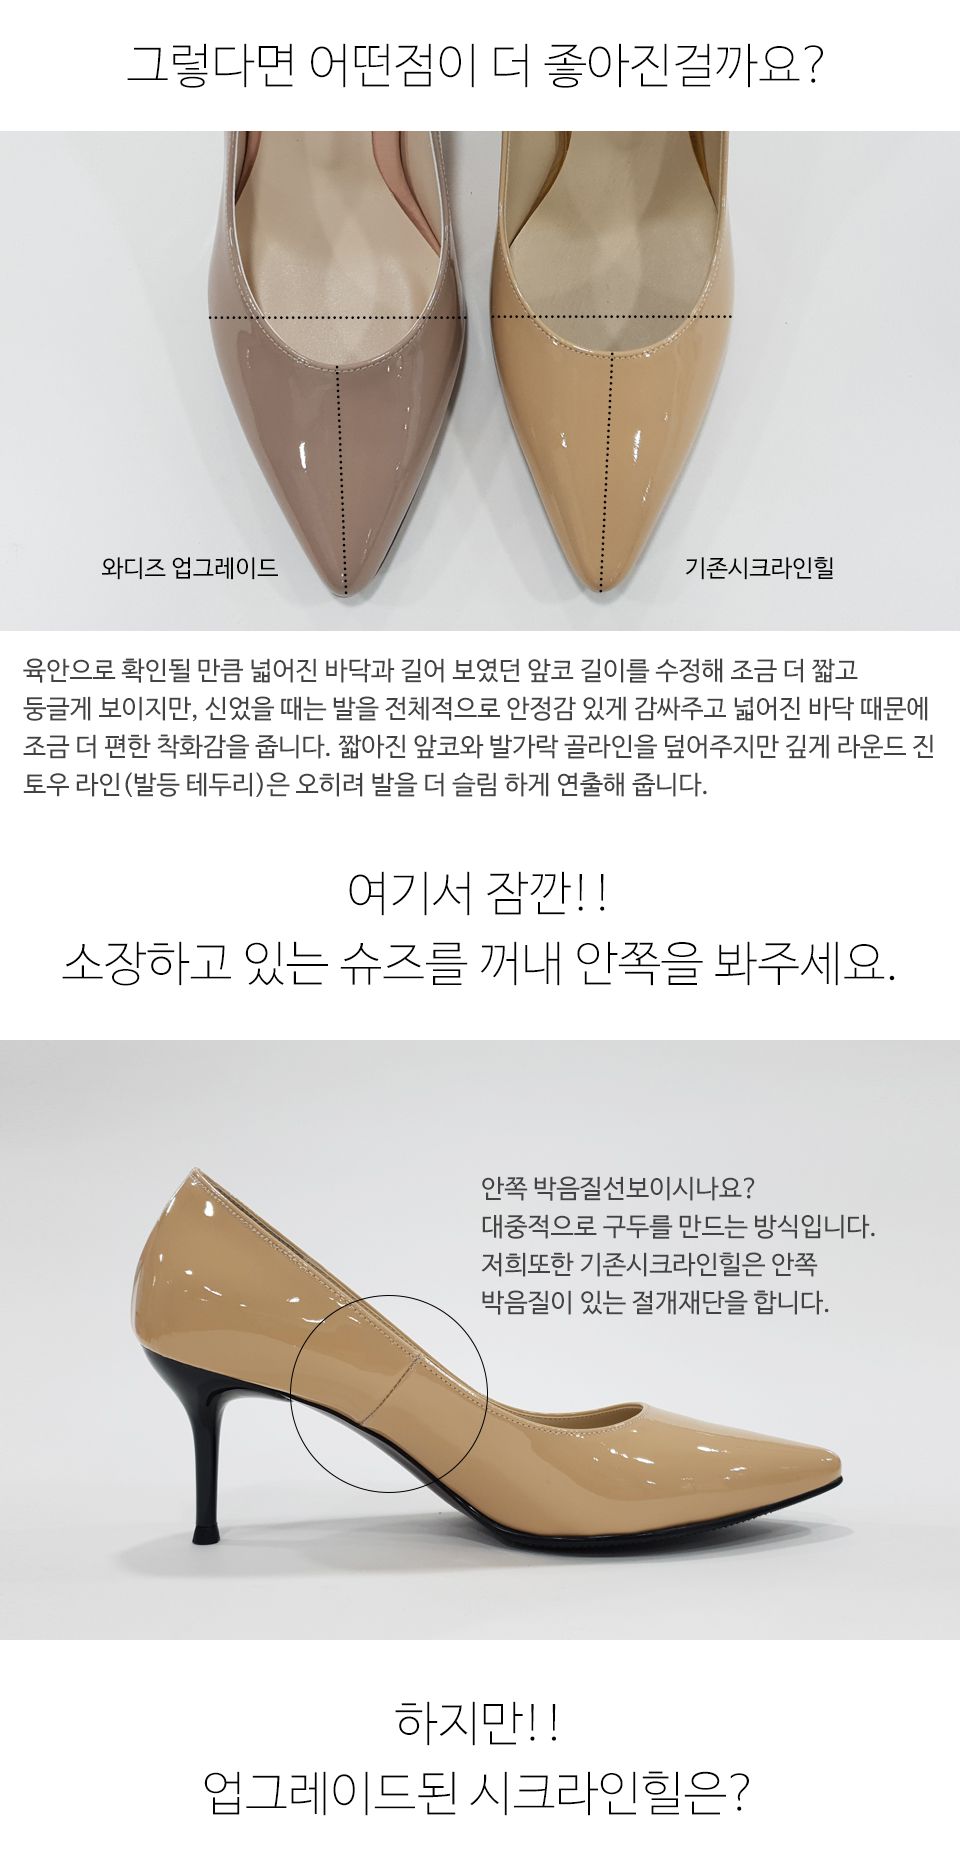 그렇다면 어떤점이 더 좋아진걸까요?
와디즈 업그레이드
기존시크라인힐
육안으로 확인될 만큼 넓어진 바닥과 길어 보였던 앞코 길이를 수정해 조금 더 짧고
둥글게 보이지만, 신었을 때는 발을 전체적으로 안정감 있게 감싸주고 넓어진 바닥 때문에
조금 더 편한 착화감을 줍니다. 짧아진 앞코와 발가락 골라인을 덮어주지만 깊게 라운드 진
토우 라인(발등 테두리)은 오히려 발을 더 슬림 하게 연출해 줍니다.
여기서 잠깐!!
소장하고 있는 슈즈를 꺼내 안쪽을 봐주세요.
안쪽 박음질선보이시나요?
대중적으로 구두를 만드는 방식입니다.
저희또한 기존시크라인힐은 안쪽
박음질이 있는 절개재단을 합니다.
하지만!!
업그레이드된 시크라인힐은?